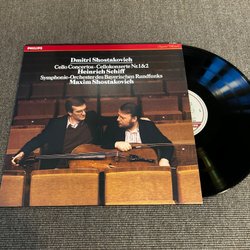 PHILIPS
Dmitri Shostakovich
Cello Concertos · Cellokonzerte Nr. 1 & 2
Heinrich Schiff
Symphonie-Orchester des Bayerischen Rundfunks
Maxim Shostakovich